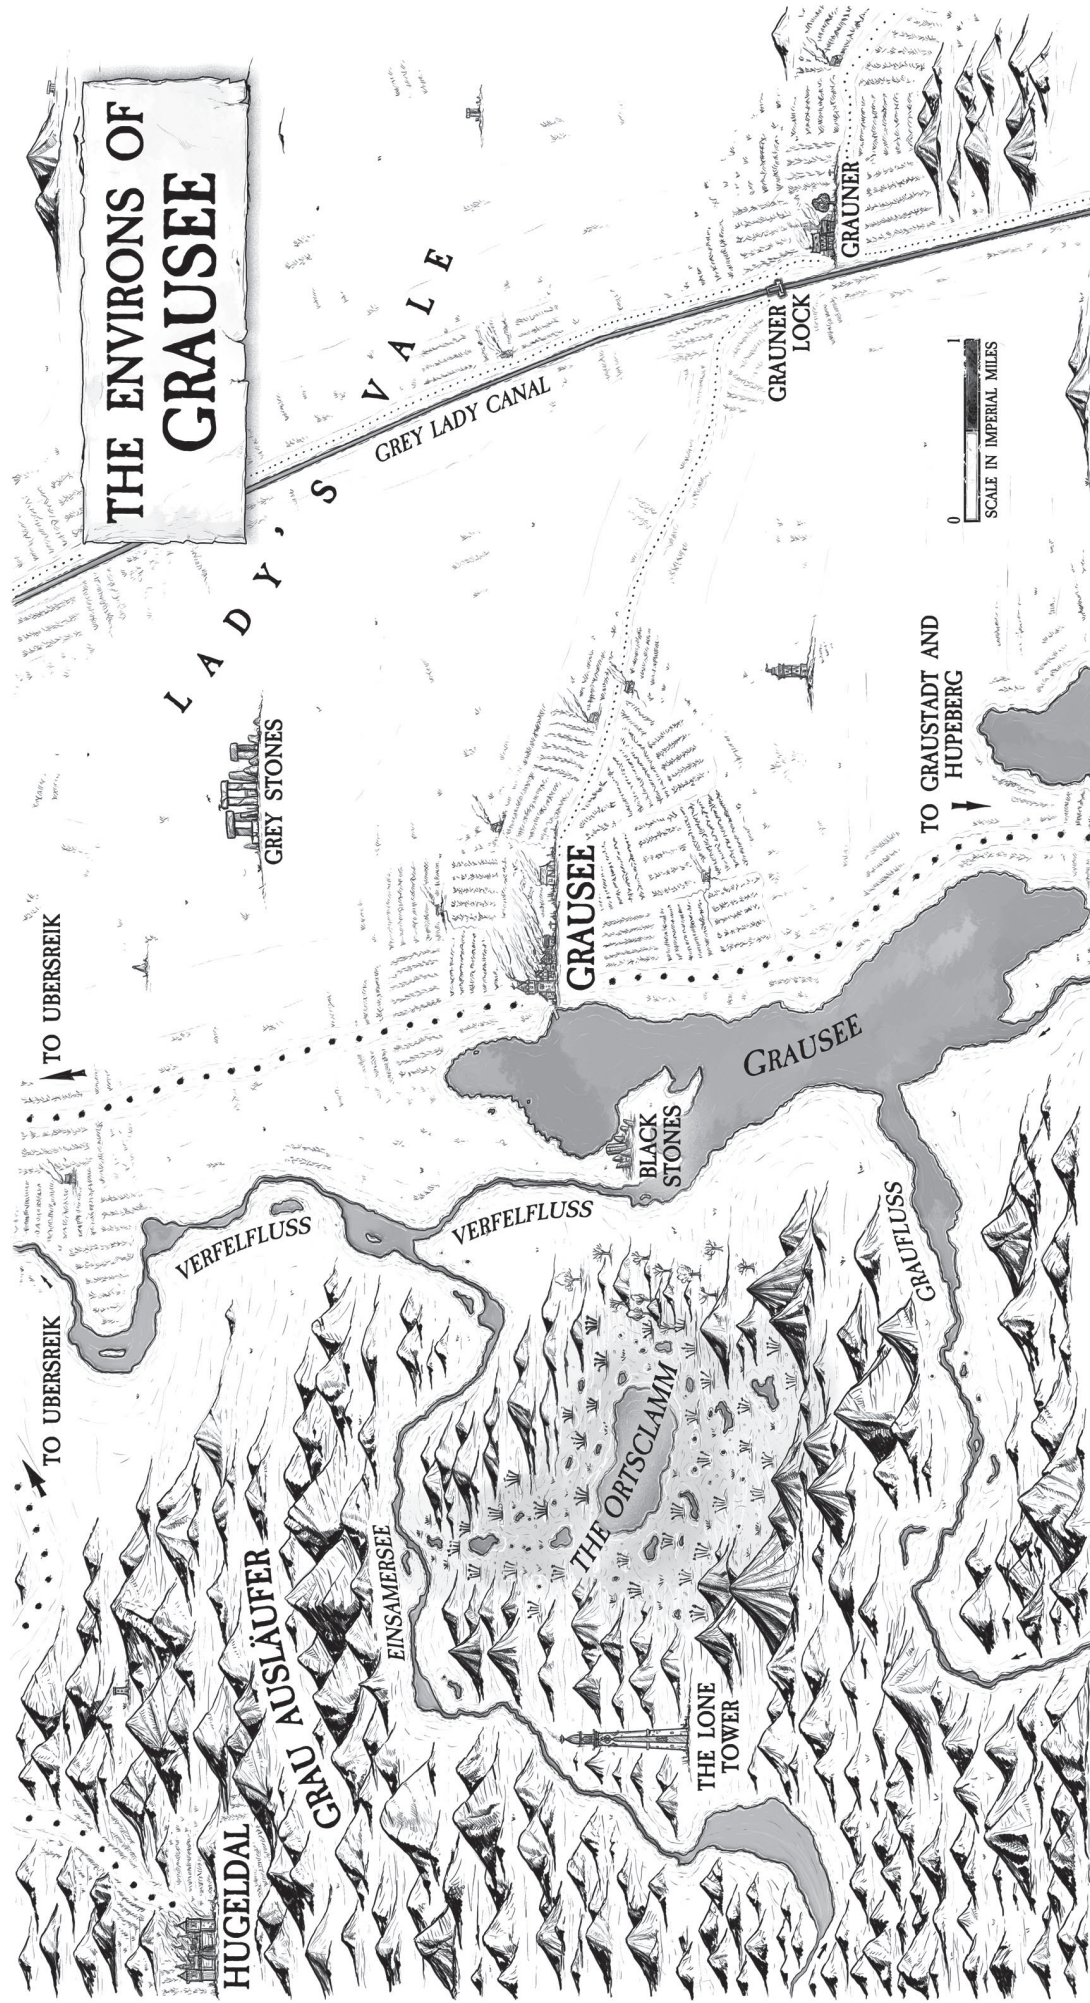 THE ENVIRONS OF
GRAUSEE
TO UBERSREIK
TO UBERSREIK
HUGELDAL
GRAU AUSLÄUFER
VERFELFLUSS
VERFELFLUSS
EINSAMERSEE
GREY STONES
LADY'S VALE
GREY LADY CANAL
GRAUSEE
BLACK
STONES
THE ORTSCLAMM
THE LONE
TOWER
GRAUSEE
GRAUFLUSS
GRAUNER
LOCK
GRAUNER
TO GRAUSTADT AND
HUPEBERG
0 1
SCALE IN IMPERIAL MILES